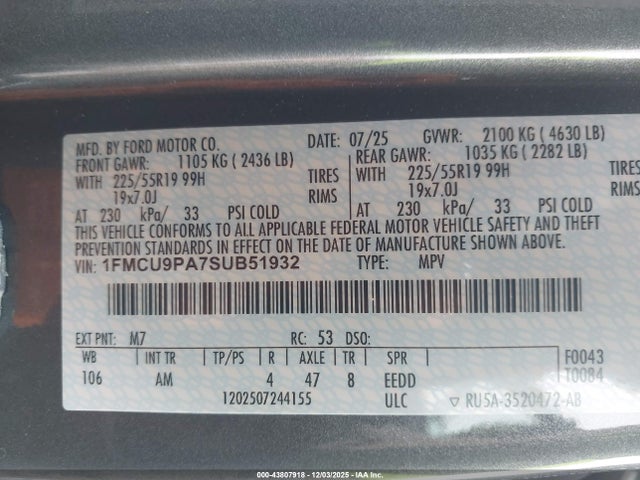 MFD. BY FORD MOTOR CO. DATE: 07/25 GVWR: 2100 KG ( 4630 LB)
FRONT GAWR: 1105 KG ( 2436 LB) REAR GAWR: 1035 KG ( 2282 LB)
WITH 225/55R19 99H TIRES WITH 225/55R19 99H TIRES
19x7.0J RIMS 19x7.0J RIMS
AT 230 kPa/ 33 PSI COLD AT 230 kPa/ 33 PSI COLD
THIS VEHICLE CONFORMS TO ALL APPLICABLE FEDERAL MOTOR VEHICLE SAFETY AND THEFT
PREVENTION STANDARDS IN EFFECT ON THE DATE OF MANUFACTURE SHOWN ABOVE.
VIN: 1FMCU9PA7SUB51932 TYPE: MPV
EXT PNT: M7 RC: 53 DSO:
WB INT TR TP/PS R AXLE TR SPR F0043
106 AM 4 47 8 EEDD T0084
1202507244155 ULC ▽ RU5A-3520472-AB
000-43807918 - 12/03/2025 - IAA Inc.